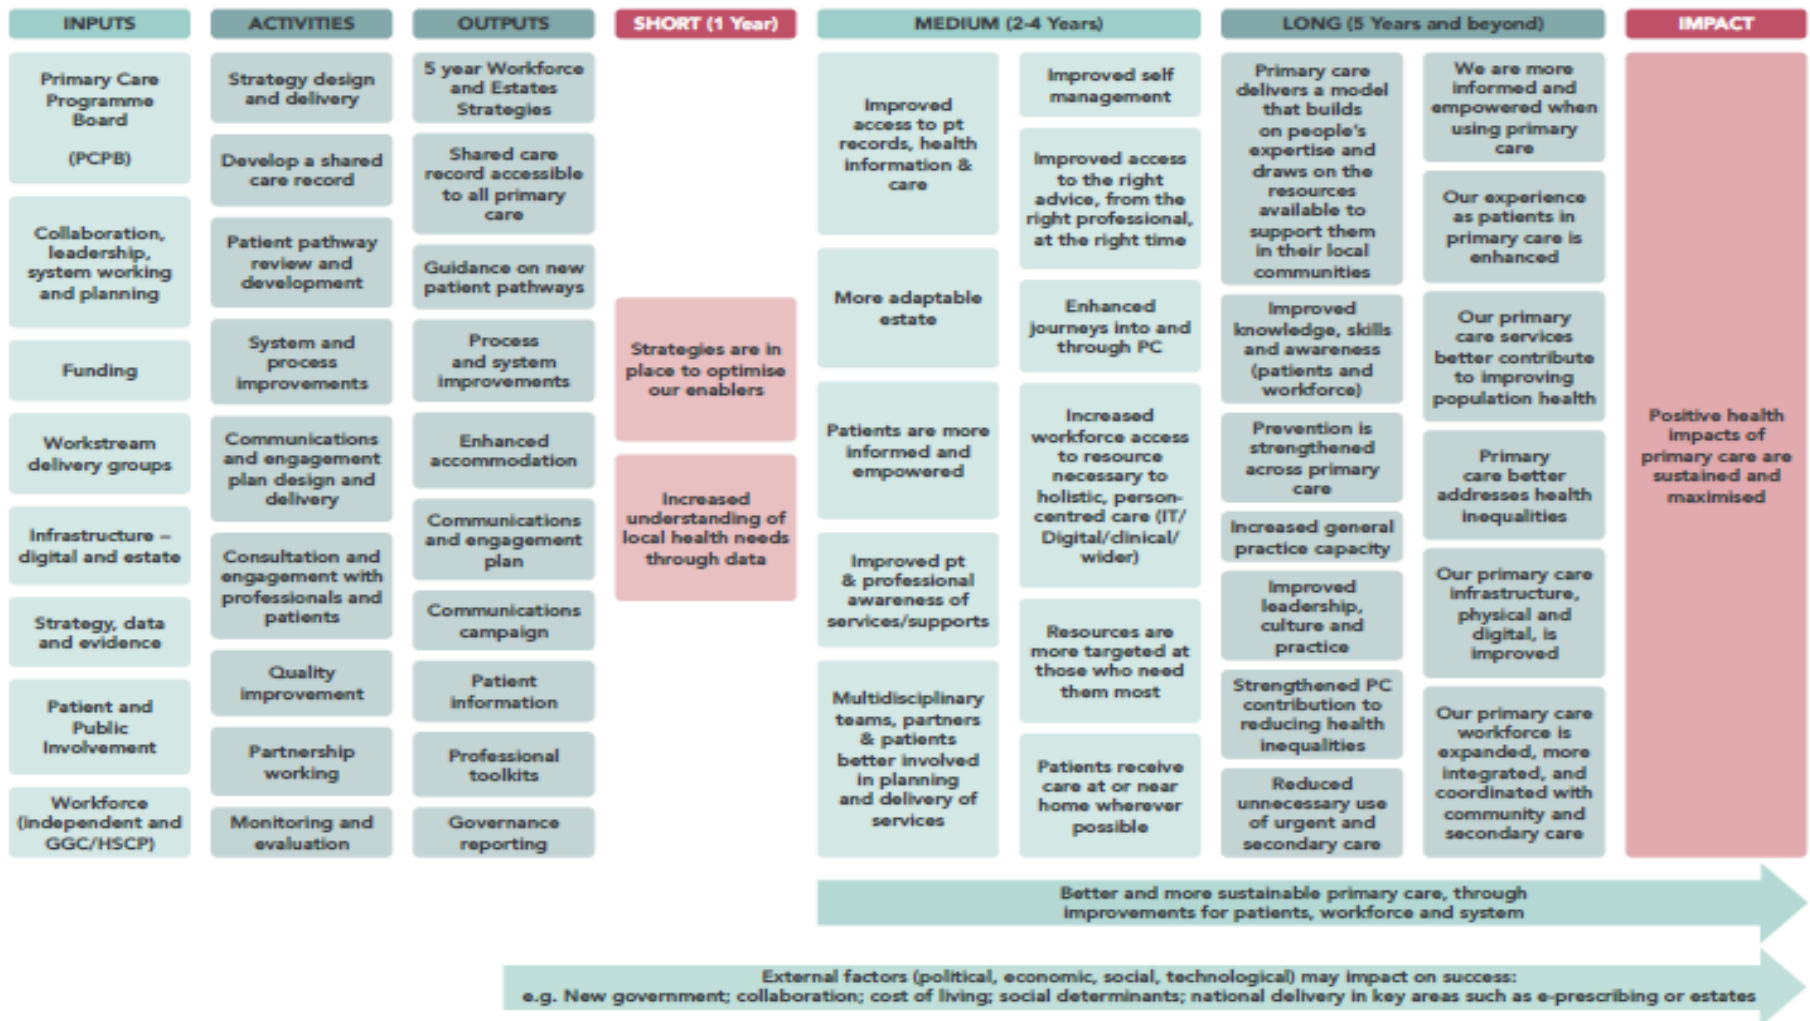 INPUTS
Primary Care
Programme
Board
(PCPB)
Collaboration,
leadership,
system working
and planning
Funding
Workstream
delivery groups
Infrastructure –
digital and estate
Strategy, data
and evidence
Patient and
Public
Involvement
Workforce
(independent and
GGC/HSCP)
ACTIVITIES
Strategy design
and delivery
Develop a shared
care record
Patient pathway
review and
development
System and
process
improvements
Communications
and engagement
plan design and
delivery
Consultation and
engagement with
professionals and
patients
Quality
improvement
Partnership
working
Monitoring and
evaluation
OUTPUTS
5 year Workforce
and Estates
Strategies
Shared care
record accessible
to all primary
care
Guidance on new
patient pathways
Process
and system
improvements
Enhanced
accommodation
Communications
and engagement
plan
Communications
campaign
Patient
information
Professional
toolkits
Governance
reporting
SHORT (1 Year)
Strategies are in
place to optimise
our enablers
Increased
understanding of
local health needs
through data
MEDIUM (2-4 Years)
Improved
access to pt
records, health
information &
care
More adaptable
estate
Patients are more
informed and
empowered
Improved pt
& professional
awareness of
services/supports
Multidisciplinary
teams, partners
& patients
better involved
in planning
and delivery of
services
Improved self
management
Improved access
to the right
advice, from the
right professional,
at the right time
Enhanced
journeys into and
through PC
Increased
workforce access
to resource
necessary to
holistic, person-
centred care (IT/
Digital/clinical/
wider)
Resources are
more targeted at
those who need
them most
Patients receive
care at or near
home wherever
possible
LONG (5 Years and beyond)
Primary care
delivers a model
that builds
on people's
expertise and
draws on the
resources
available to
support them
in their local
communities
Improved
knowledge, skills
and awareness
(patients and
workforce)
Prevention is
strengthened
across primary
care
Increased general
practice capacity
Improved
leadership,
culture and
practice
Strengthened PC
contribution to
reducing health
inequalities
Reduced
unnecessary use
of urgent and
secondary care
We are more
informed and
empowered when
using primary
care
Our experience
as patients in
primary care is
enhanced
Our primary
care services
better contribute
to improving
population health
Primary
care better
addresses health
inequalities
Our primary care
infrastructure,
physical and
digital, is
improved
Our primary care
workforce is
expanded, more
integrated, and
coordinated with
community and
secondary care
IMPACT
Positive health
impacts of
primary care are
sustained and
maximised
Better and more sustainable primary care, through
improvements for patients, workforce and system
External factors (political, economic, social, technological) may impact on success:
e.g. New government; collaboration; cost of living; social determinants; national delivery in key areas such as e-prescribing or estates